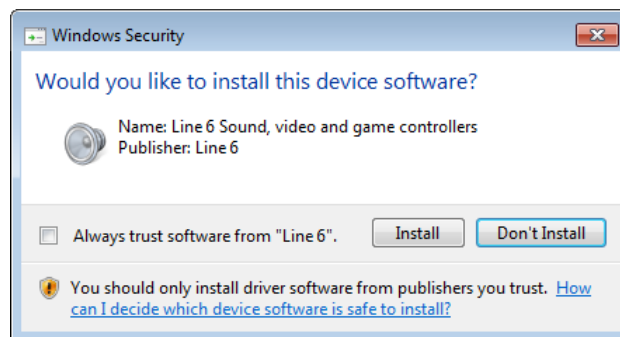 Windows Security
Would you like to install this device software?
Name: Line 6 Sound, video and game controllers
Publisher: Line 6
Always trust software from "Line 6".
Install
Don't Install
You should only install driver software from publishers you trust. How
can I decide which device software is safe to install?